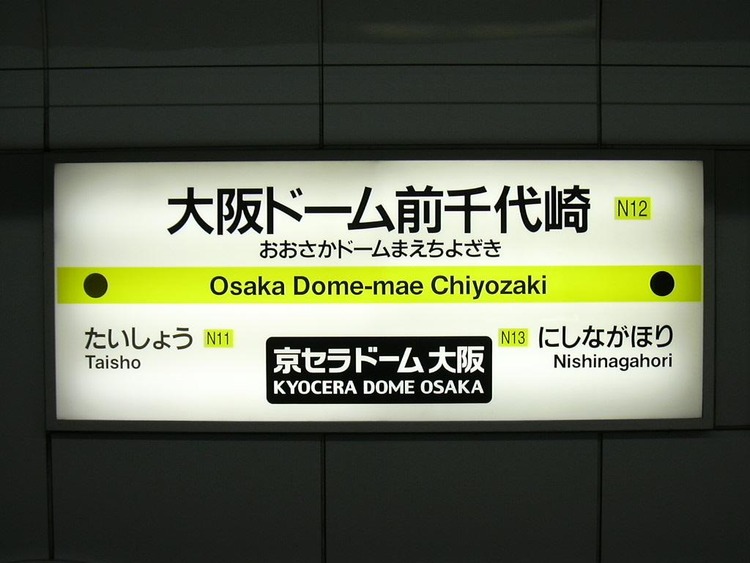 大阪ドーム前千代崎 N12
おおさかドームまえちよざき
Osaka Dome-mae Chiyozaki
たいしょう N11
Taisho
京セラドーム 大阪
KYOCERA DOME OSAKA
N13 にしながほり
Nishinagahori